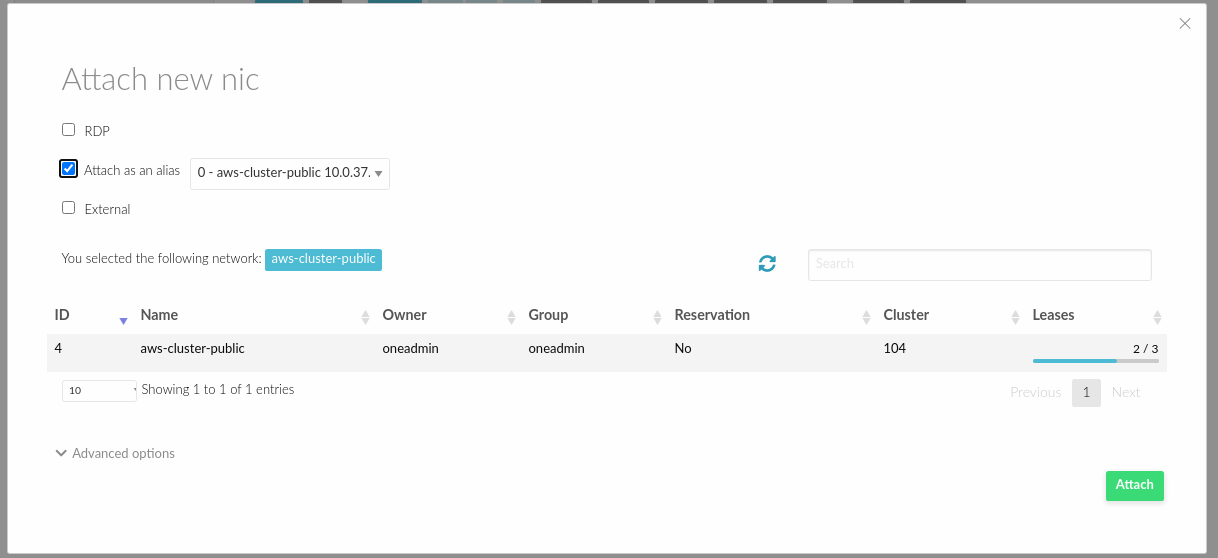 Attach new nic
RDP
Attach as an alias 0 - aws-cluster-public 10.0.37.
External
You selected the following network: aws-cluster-public Search
ID Name Owner Group Reservation Cluster Leases
4 aws-cluster-public oneadmin oneadmin No 104 2 / 3
10 Showing 1 to 1 of 1 entries Previous 1 Next
Advanced options
Attach